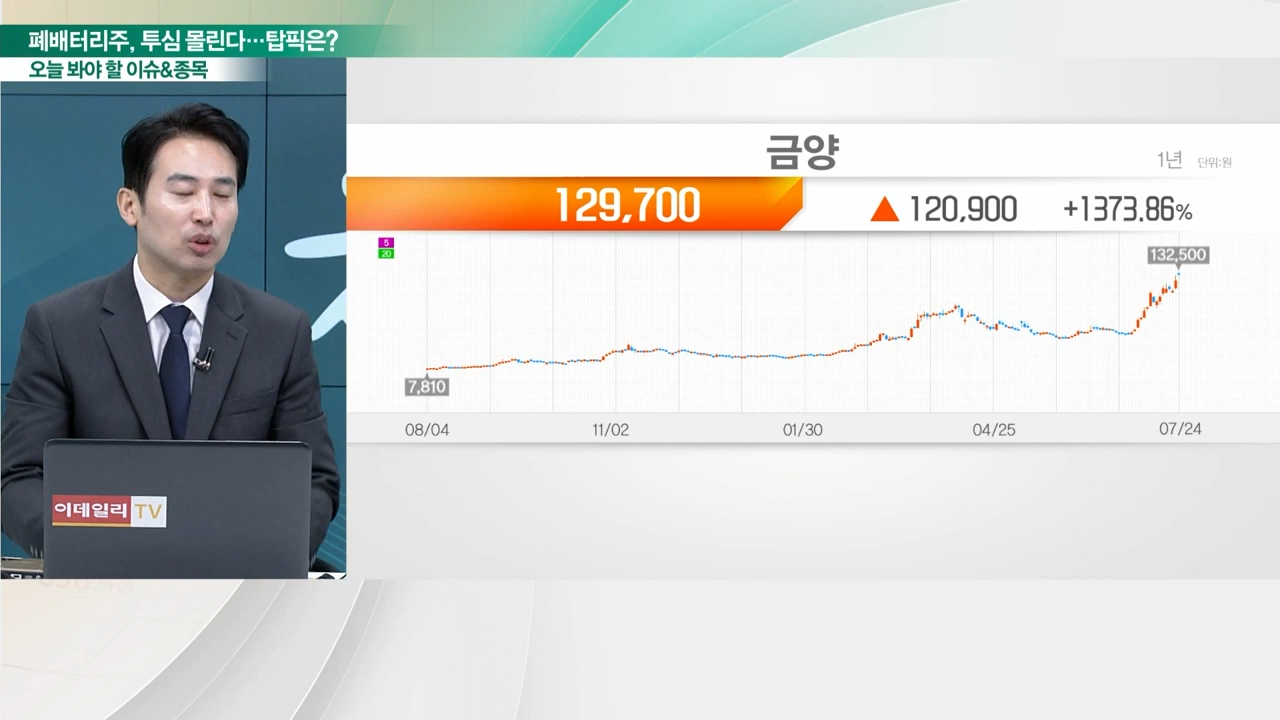 폐배터리주, 투심 몰린다…탑픽은?
오늘 봐야 할 이슈&종목
금양
1년 단위:원
129,700 ▲ 120,900 +1373.86%
5
20
132,500
7,810
08/04 11/02 01/30 04/25 07/24
이데일리 TV